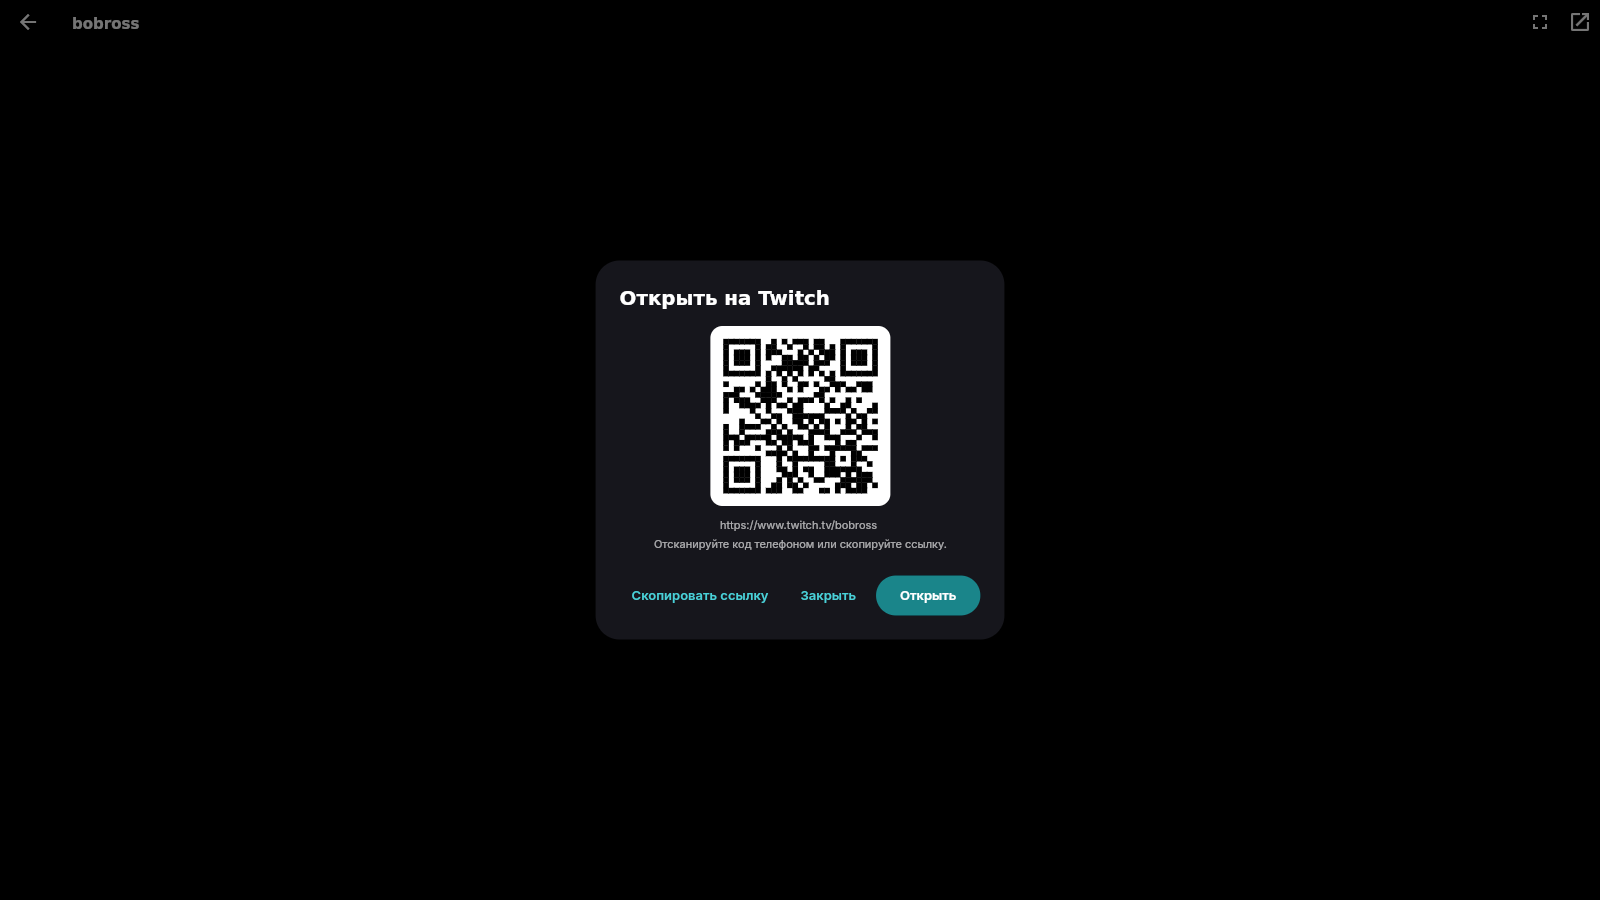 bobross
Открыть на Twitch
https://www.twitch.tv/bobross
Отсканируйте код телефоном или скопируйте ссылку.
Скопировать ссылку Закрыть Открыть